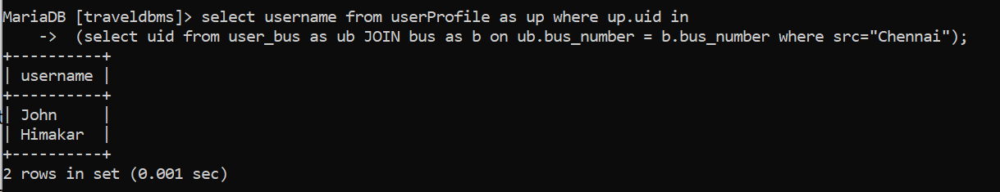 MariaDB [traveldbms]> select username from userProfile as up where up.uid in
    ->  (select uid from user_bus as ub JOIN bus as b on ub.bus_number = b.bus_number where src="Chennai");
+----------+
| username |
+----------+
| John     |
| Himakar  |
+----------+
2 rows in set (0.001 sec)